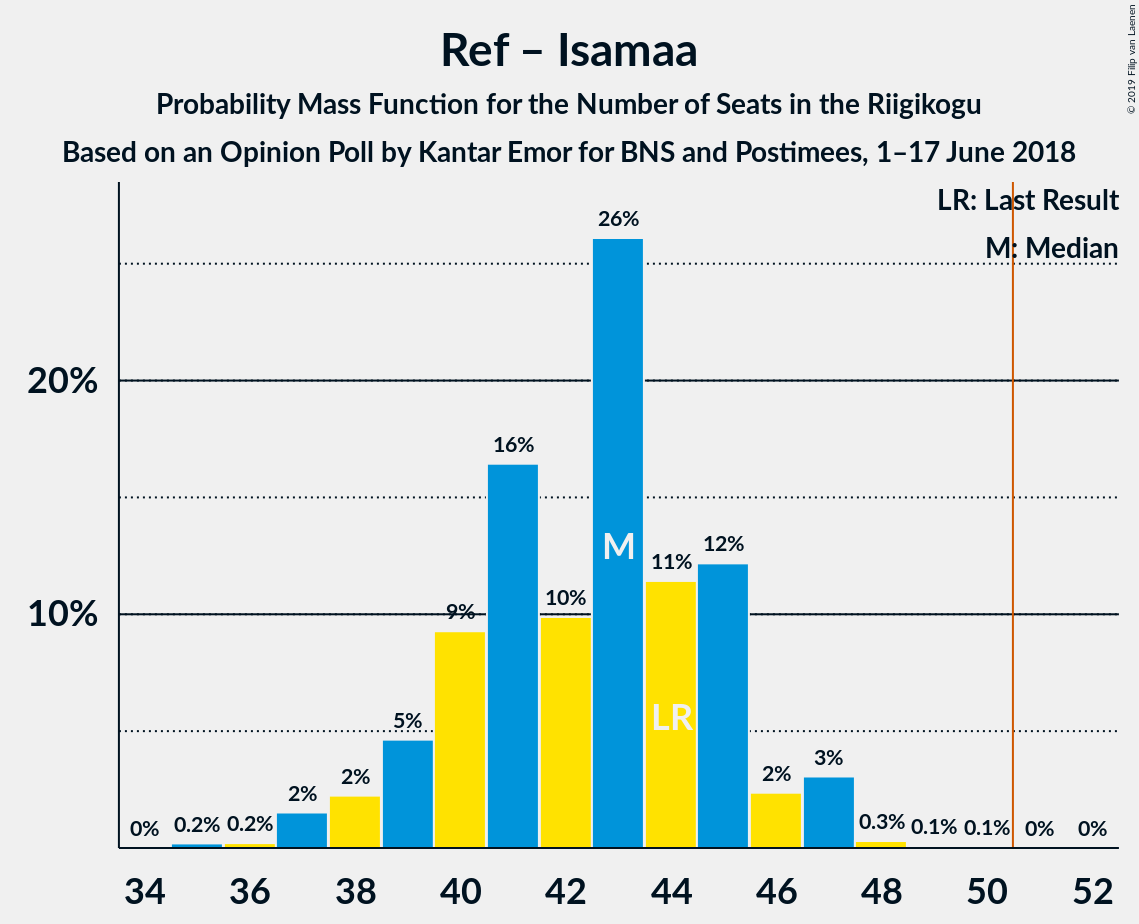 Ref – Isamaa
Probability Mass Function for the Number of Seats in the Riigikogu
Based on an Opinion Poll by Kantar Emor for BNS and Postimees, 1–17 June 2018
© 2019 Filip van Laenen
LR: Last Result
M: Median
20%
10%
0%
0.2%
0.2%
2%
2%
5%
9%
16%
10%
26%
11%
12%
2%
3%
0.3%
0.1%
0.1%
0%
0%
M
LR
34 36 38 40 42 44 46 48 50 52